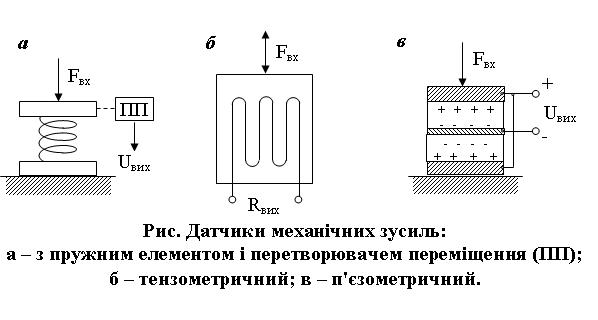 а
б
в
Fвх
ПП
Uвих
Fвх
Rвих
Fвх
+
Uвих
-
+ + + +
- - - -
- - - -
+ + + +
Рис. Датчики механічних зусиль:
а – з пружним елементом і перетворювачем переміщення (ПП);
б – тензометричний; в – п'єзометричний.